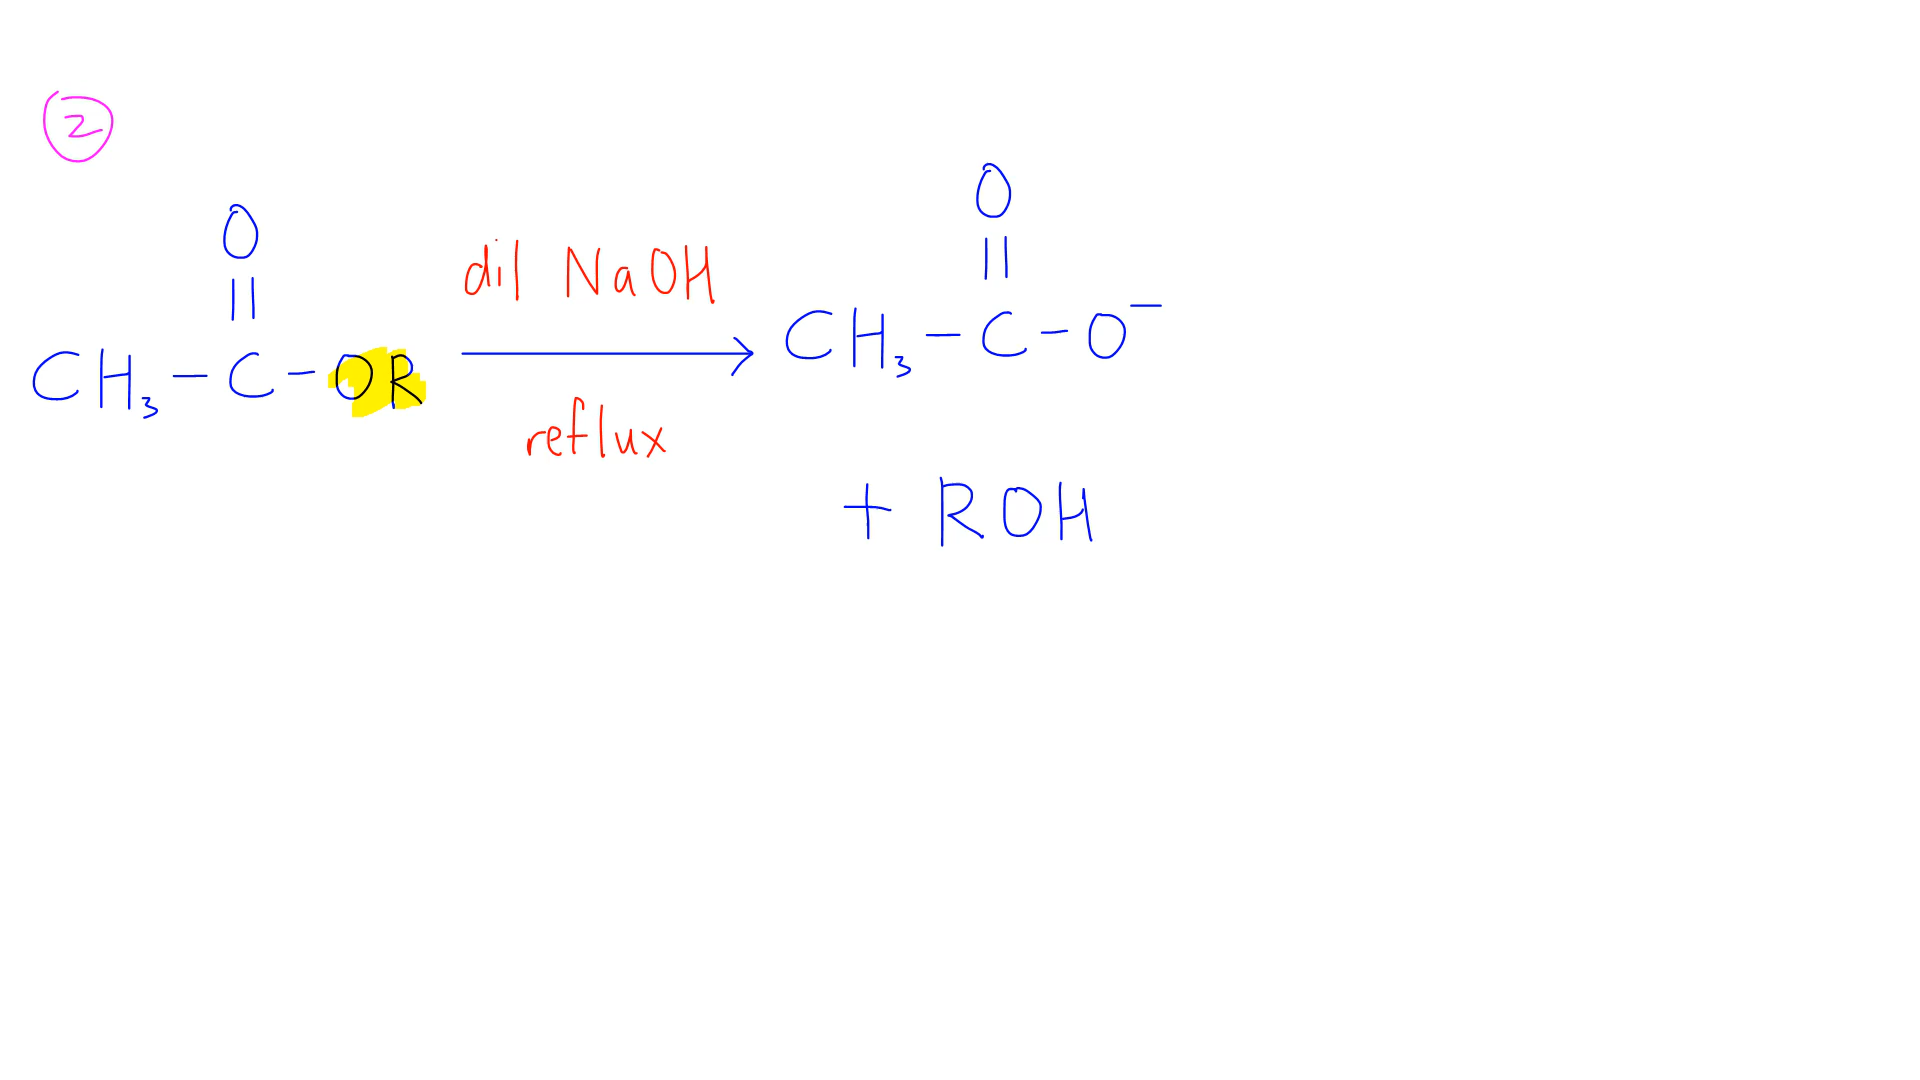 2
O
||
CH₃ – C – OR
dil NaOH
reflux
O
||
CH₃ – C – O⁻
+ ROH